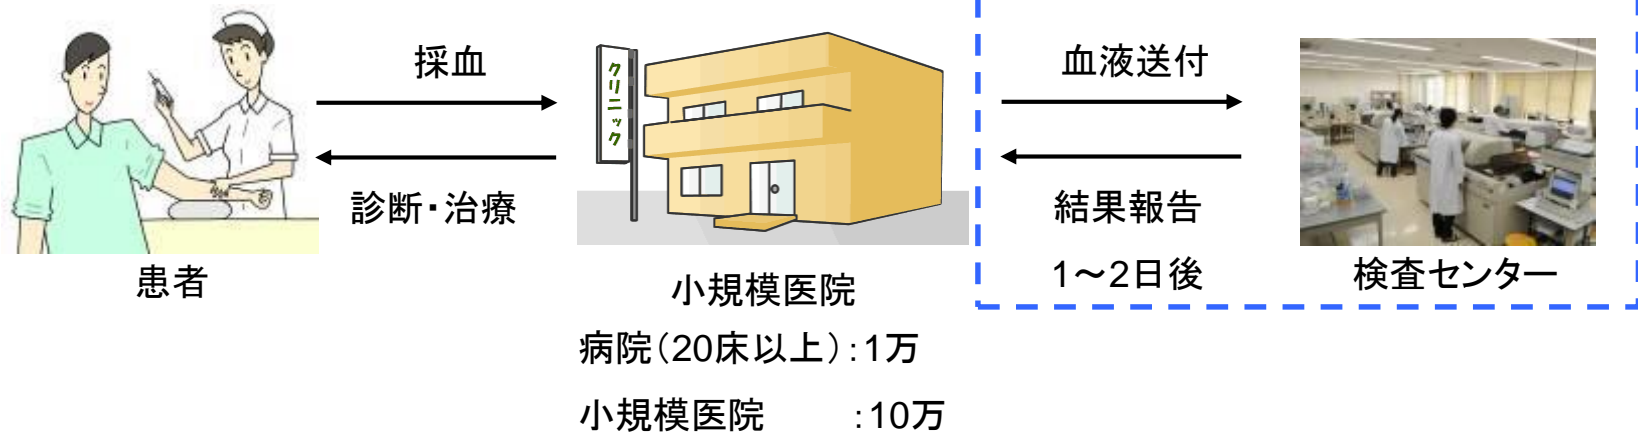 採血
診断・治療
患者
クリニック
小規模医院
病院(20床以上):1万
小規模医院 :10万
血液送付
結果報告
1~2日後
検査センター